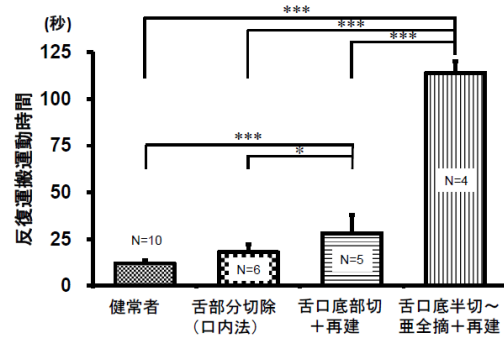 (秒)
***
***
***
125
100
75
50
25
0
反復運搬運動時間
***
*
N=10
N=6
N=5
N=4
健常者
舌部分切除
（口内法）
舌口底部切
＋再建
舌口底半切～
亜全摘＋再建